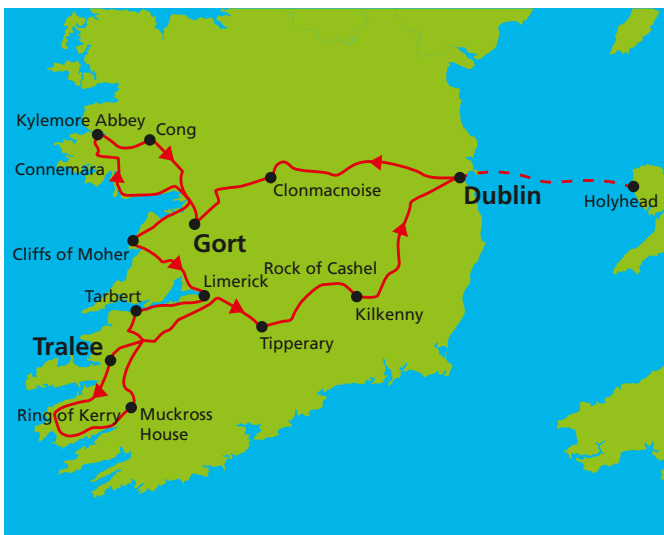 Kylemore Abbey
Cong
Connemara
Clonmacnoise
Dublin
Holyhead
Gort
Cliffs of Moher
Rock of Cashel
Limerick
Tarbert
Kilkenny
Tipperary
Tralee
Ring of Kerry
Muckross
House